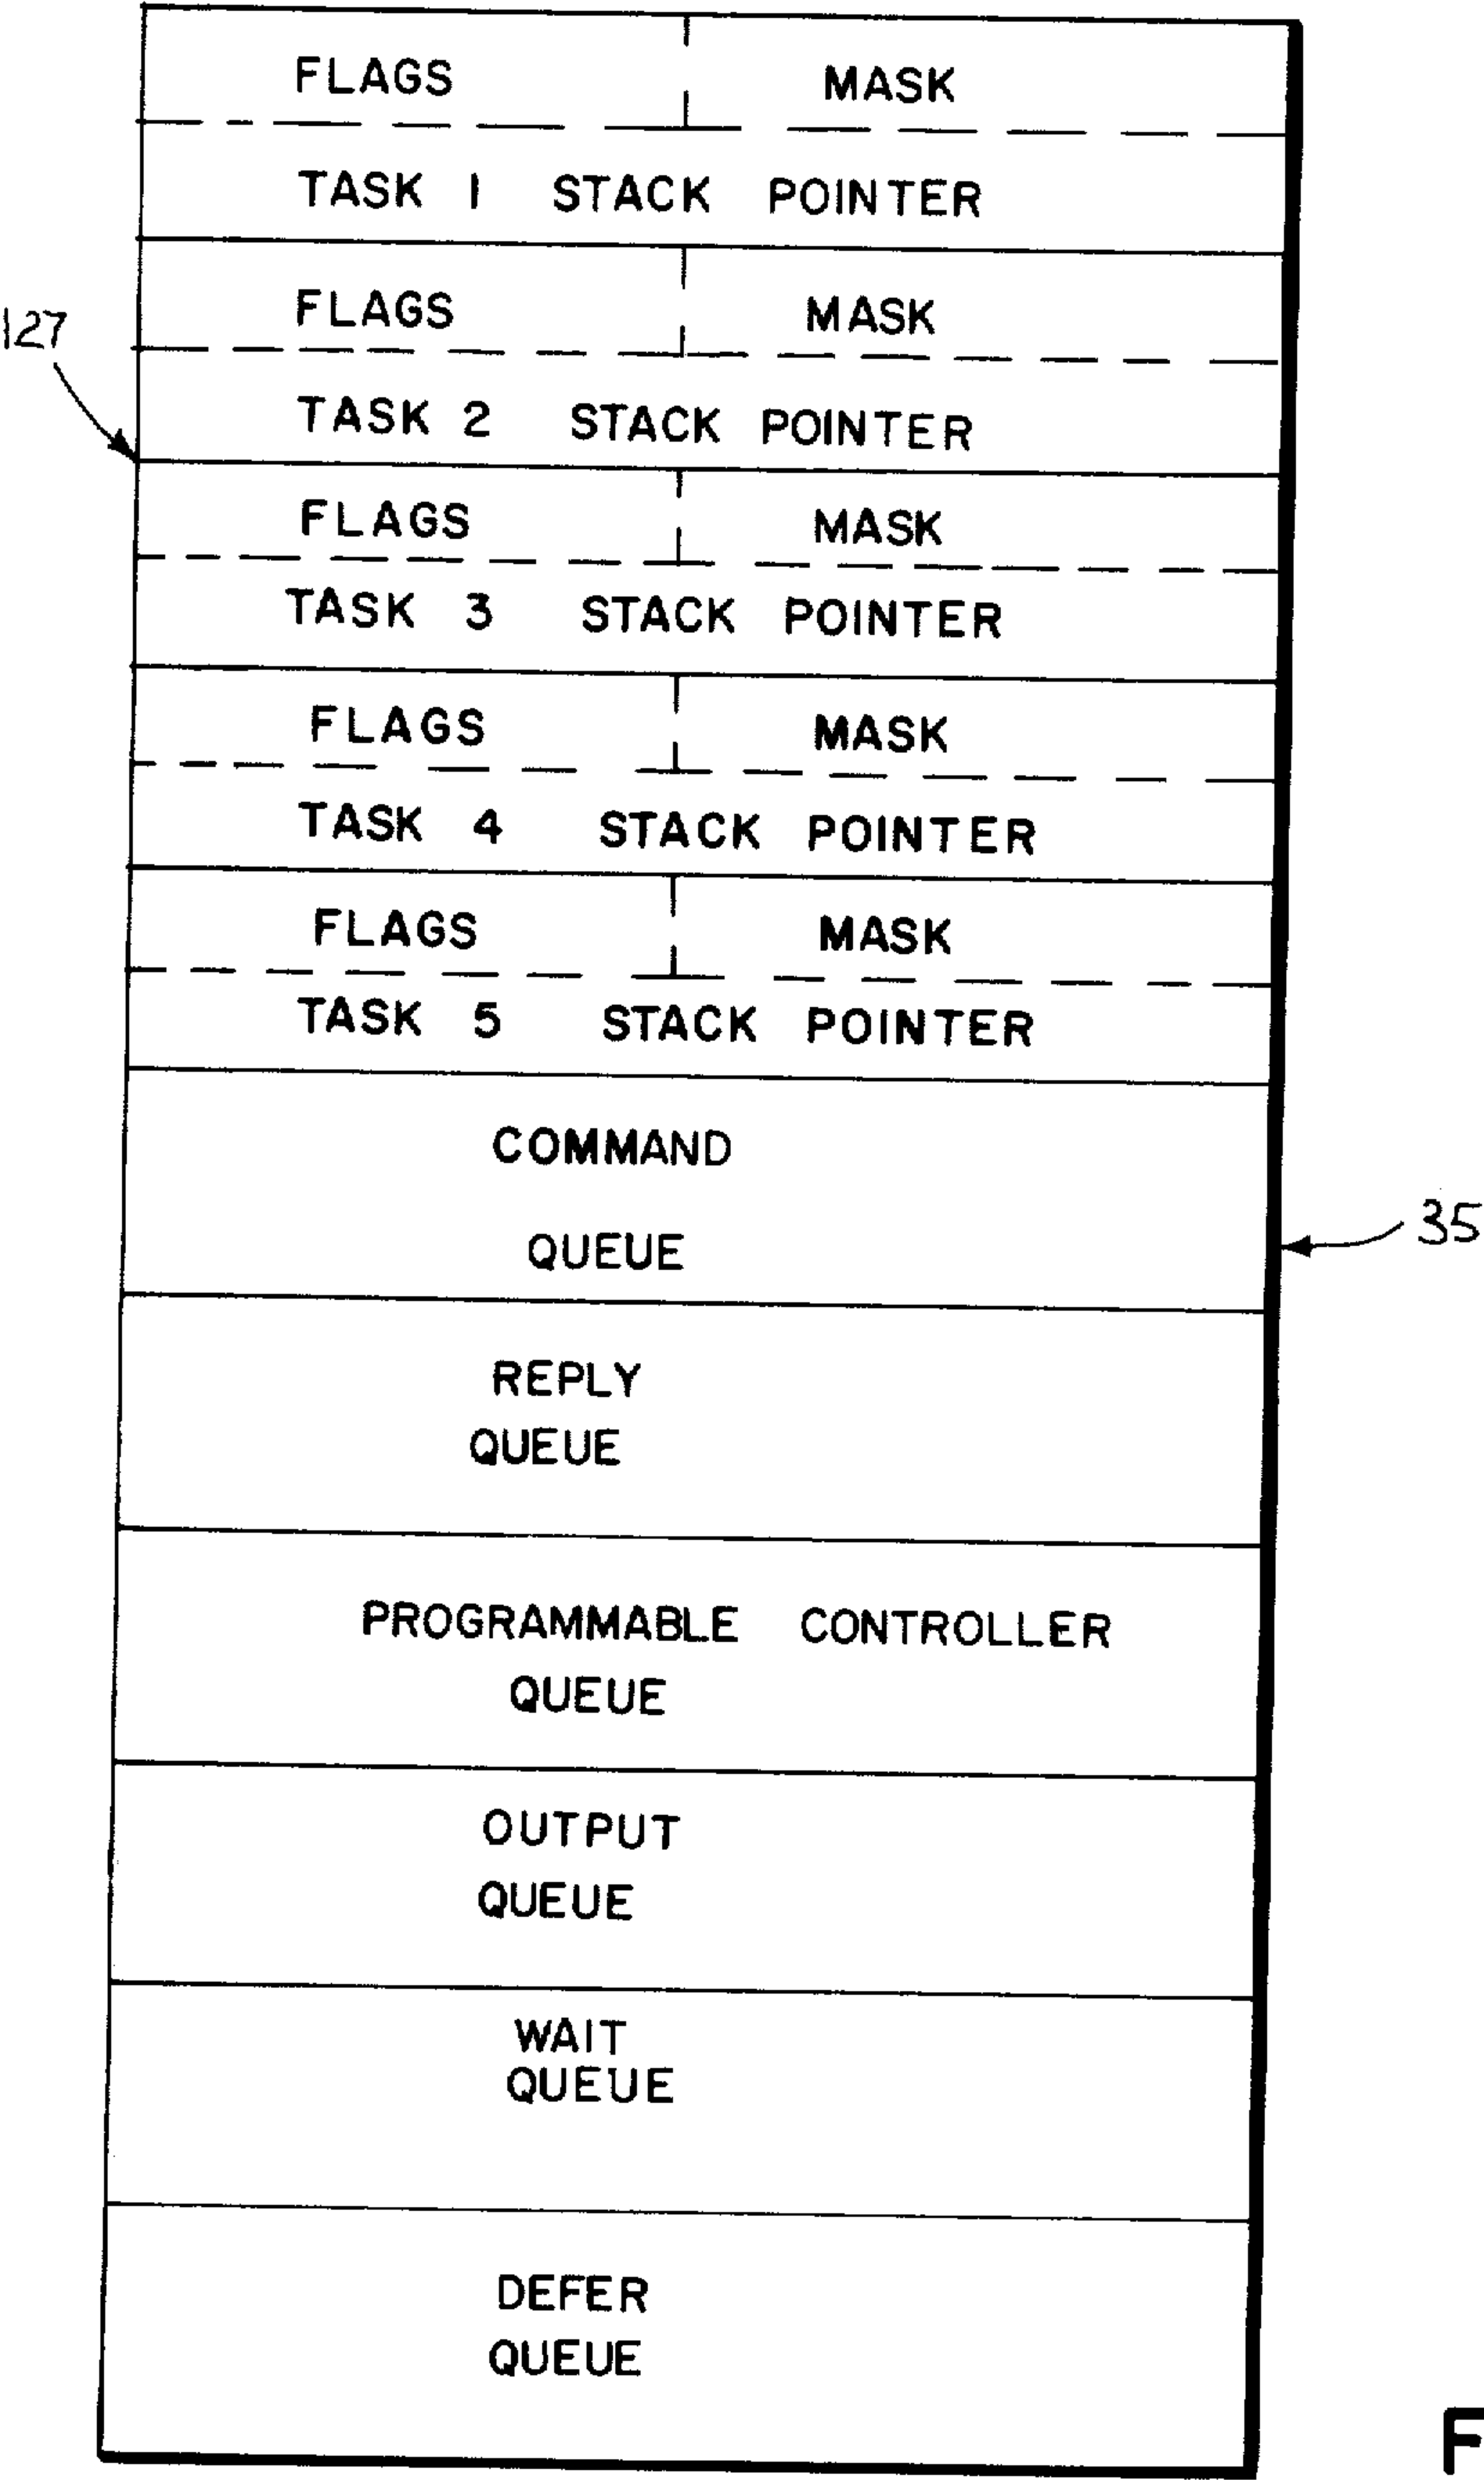 FLAGS MASK
TASK 1 STACK POINTER
FLAGS MASK
127
TASK 2 STACK POINTER
FLAGS MASK
TASK 3 STACK POINTER
FLAGS MASK
TASK 4 STACK POINTER
FLAGS MASK
TASK 5 STACK POINTER
COMMAND
QUEUE
35
REPLY
QUEUE
PROGRAMMABLE CONTROLLER
QUEUE
OUTPUT
QUEUE
WAIT
QUEUE
DEFER
QUEUE
F